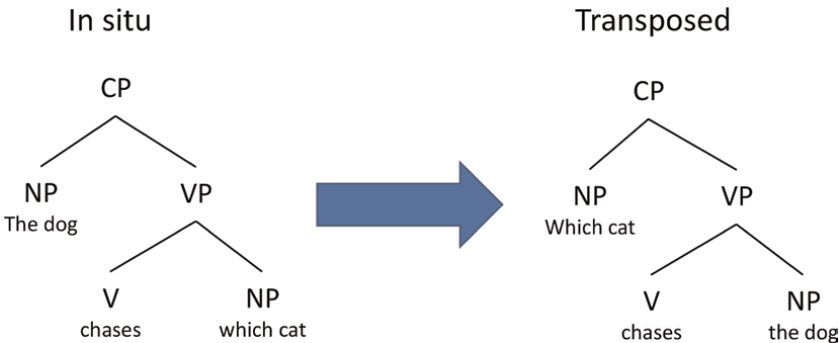 In situ
Transposed
CP
CP
NP
VP
NP
VP
The dog
Which cat
V
NP
V
NP
chases
which cat
chases
the dog